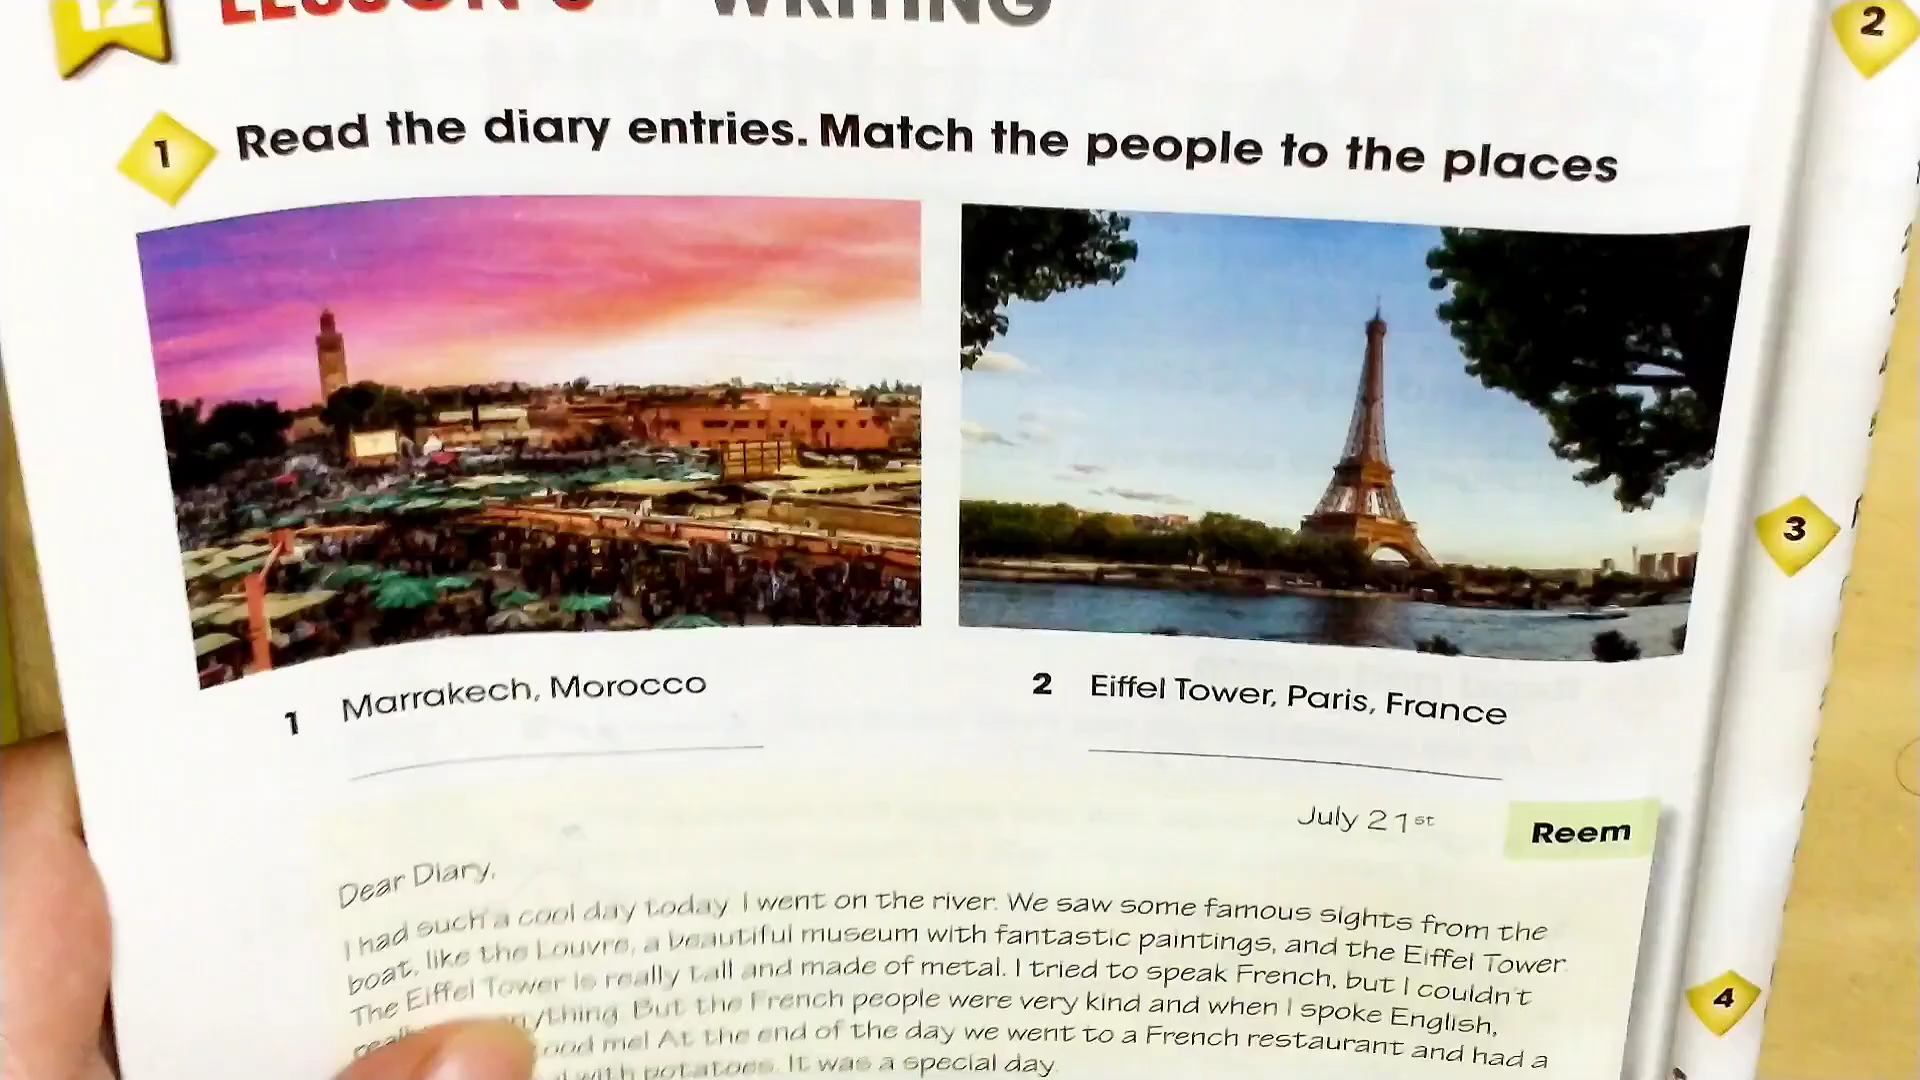 12 LESSON WRITING
2
1 Read the diary entries. Match the people to the places
3
1 Marrakech, Morocco
2 Eiffel Tower, Paris, France
July 21st Reem
Dear Diary,
I had such a cool day today. I went on the river. We saw some famous sights from the
boat, like the Louvre, a beautiful museum with fantastic paintings, and the Eiffel Tower.
The Eiffel Tower is really tall and made of metal. I tried to speak French, but I couldn't
4
But the French people were very kind and when I spoke English,
me! At the end of the day we went to a French restaurant and had a
with potatoes. It was a special day.